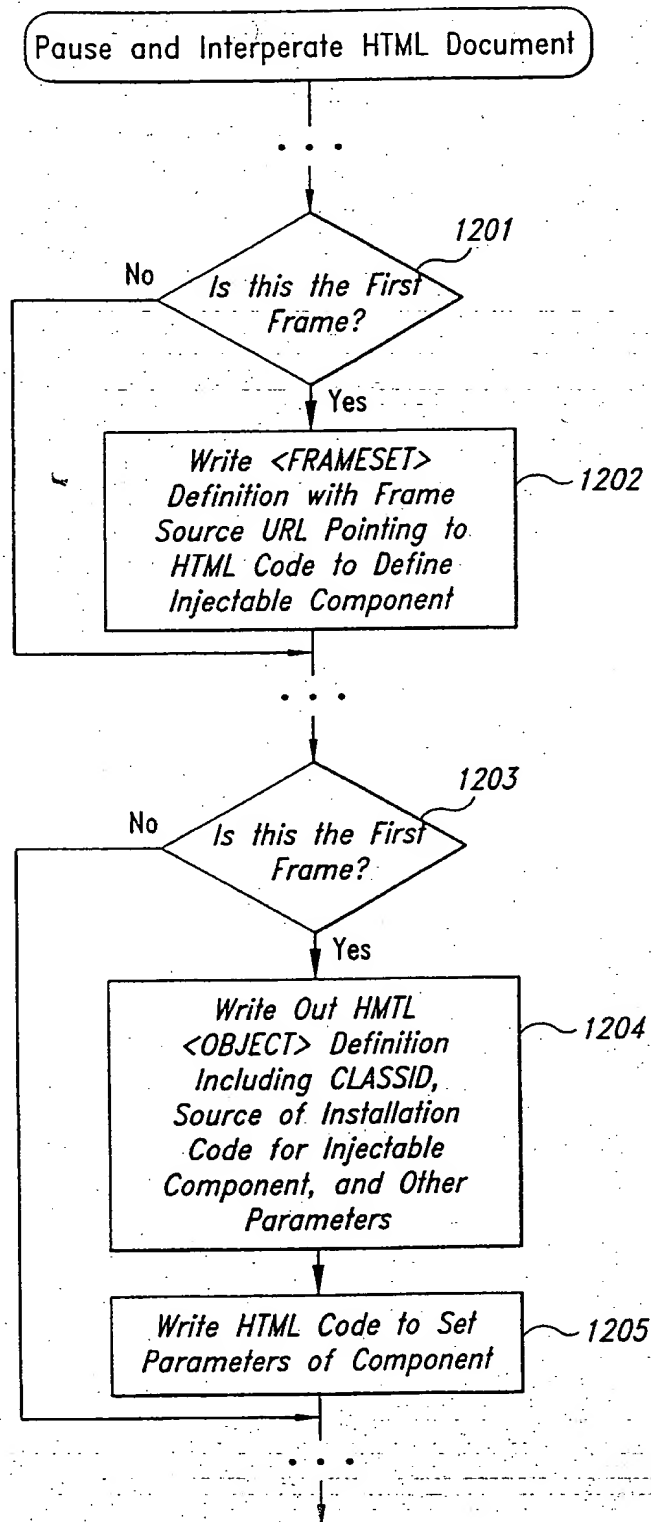 Pause and Interperate HTML Document
1201
No
Is this the First
Frame?
Yes
Write <FRAMESET>
Definition with Frame
Source URL Pointing to
HTML Code to Define
Injectable Component
1202
1203
No
Is this the First
Frame?
Yes
Write Out HMTL
<OBJECT> Definition
Including CLASSID,
Source of Installation
Code for Injectable
Component, and Other
Parameters
1204
Write HTML Code to Set
Parameters of Component
1205